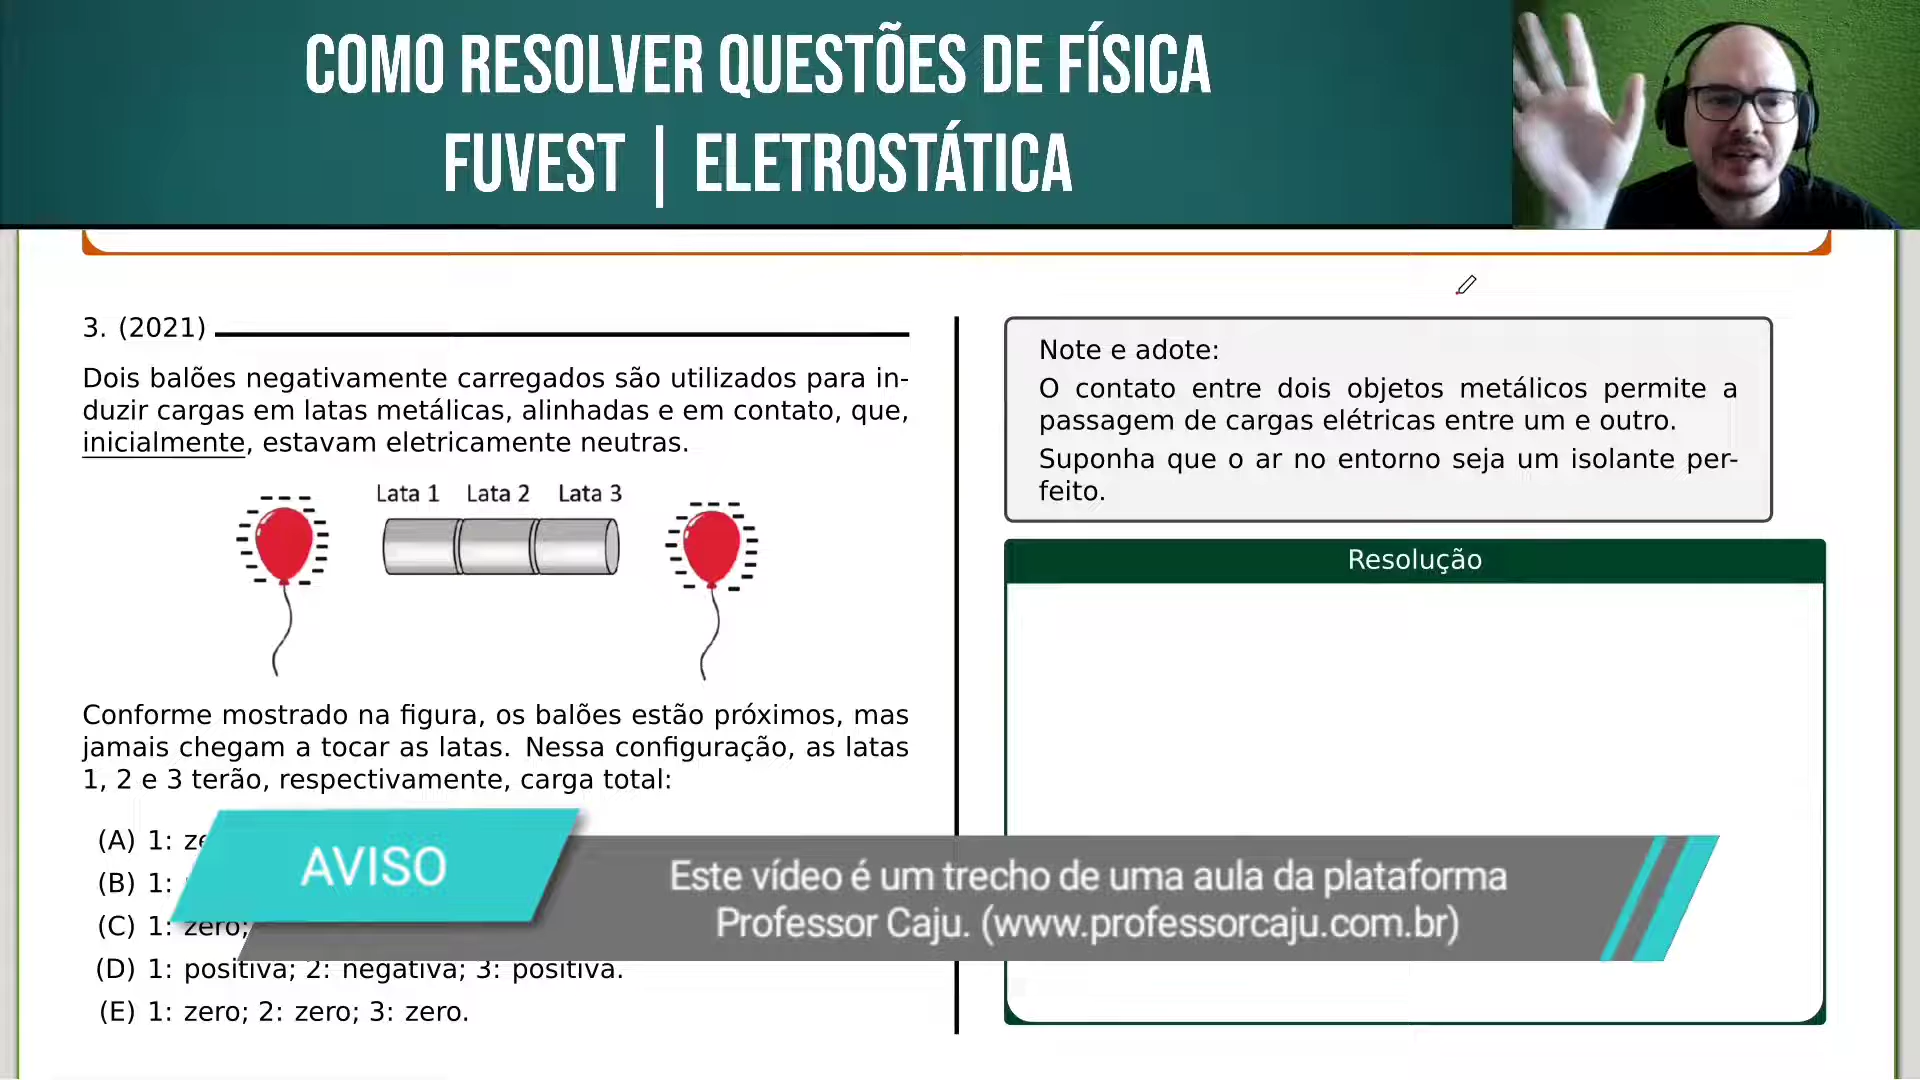 COMO RESOLVER QUESTÕES DE FÍSICA
FUVEST | ELETROSTÁTICA
3. (2021)
Dois balões negativamente carregados são utilizados para in-
duzir cargas em latas metálicas, alinhadas e em contato, que,
inicialmente, estavam eletricamente neutras.
Lata 1 Lata 2 Lata 3
Conforme mostrado na figura, os balões estão próximos, mas
jamais chegam a tocar as latas. Nessa configuração, as latas
1, 2 e 3 terão, respectivamente, carga total:
(A) 1:
(B) 1:
(C) 1: zero;
(D) 1: positiva; 2: negativa; 3: positiva.
(E) 1: zero; 2: zero; 3: zero.
Note e adote:
O contato entre dois objetos metálicos permite a
passagem de cargas elétricas entre um e outro.
Suponha que o ar no entorno seja um isolante per-
feito.
Resolução
AVISO
Este vídeo é um trecho de uma aula da plataforma
Professor Caju. (www.professorcaju.com.br)